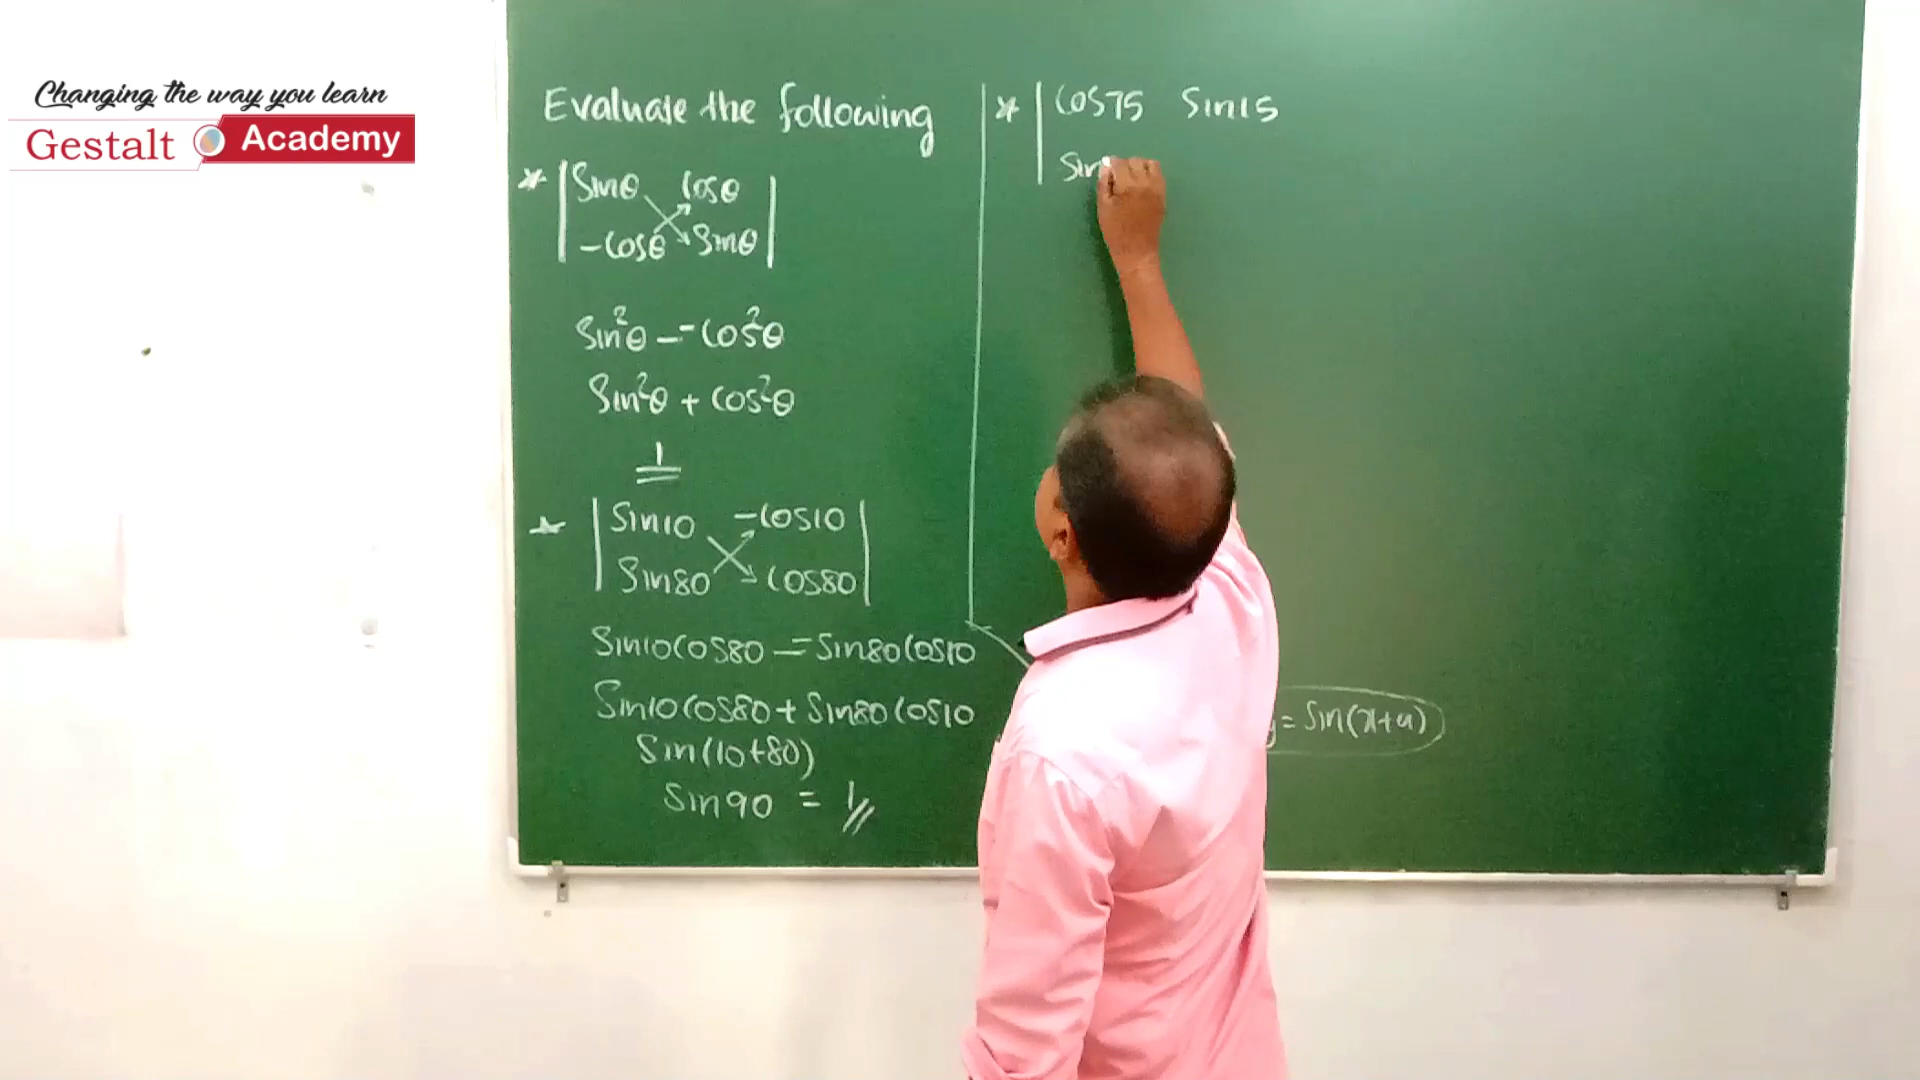 Changing the way you learn
Gestalt Academy
Evaluate the following
* | Sinθ Cosθ |
| -Cosθ Sinθ |
Sin²θ - -Cos²θ
Sin²θ + Cos²θ
1
* | Sin10 -Cos10 |
| Sin80 Cos80 |
Sin10Cos80 - -Sin80Cos10
Sin10Cos80 + Sin80Cos10
Sin(10+80)
Sin90 = 1//
* | Cos75 Sin15
| Sin
= Sin(x+a)